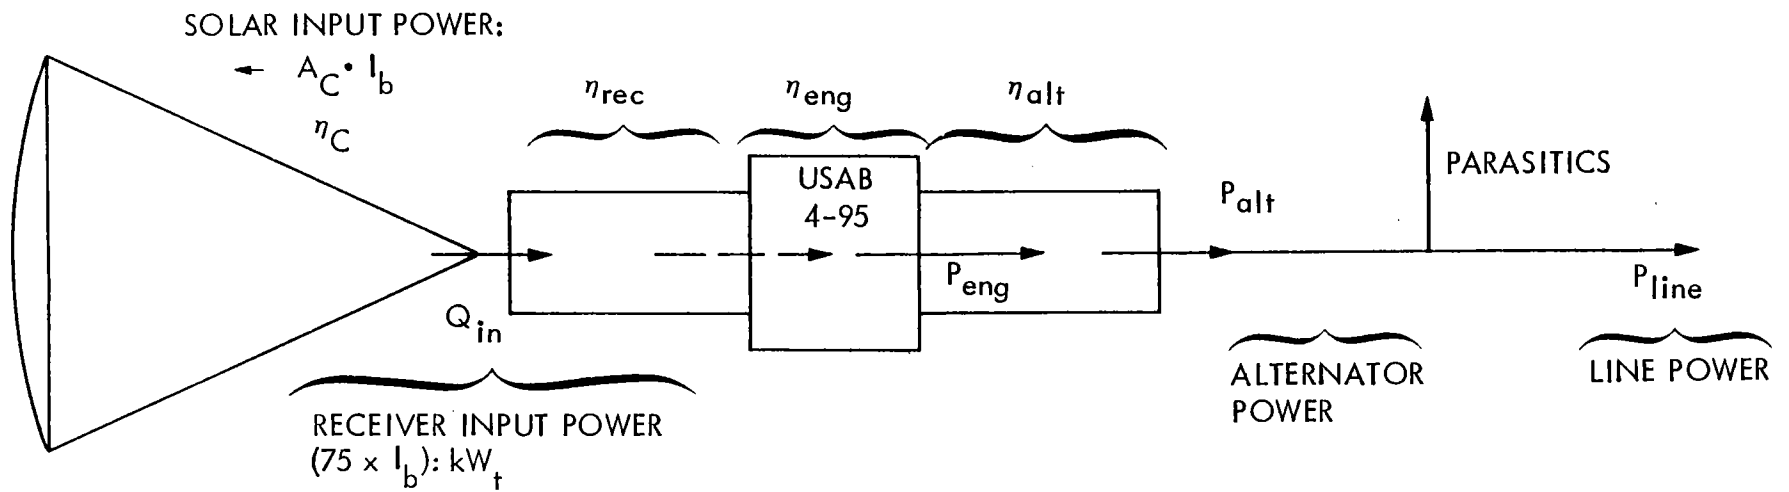 SOLAR INPUT POWER:
← A_C • I_b
η_C
η_rec
η_eng
η_alt
USAB
4-95
Q_in
P_eng
P_alt
PARASITICS
P_line
RECEIVER INPUT POWER
(75 x I_b): kW_t
ALTERNATOR
POWER
LINE POWER